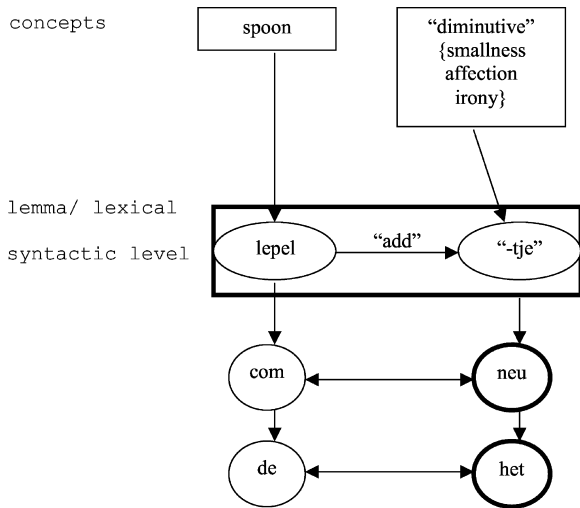 concepts
spoon
“diminutive”
{smallness
affection
irony}
lemma/ lexical
syntactic level
lepel
“add”
“-tje”
com
neu
de
het